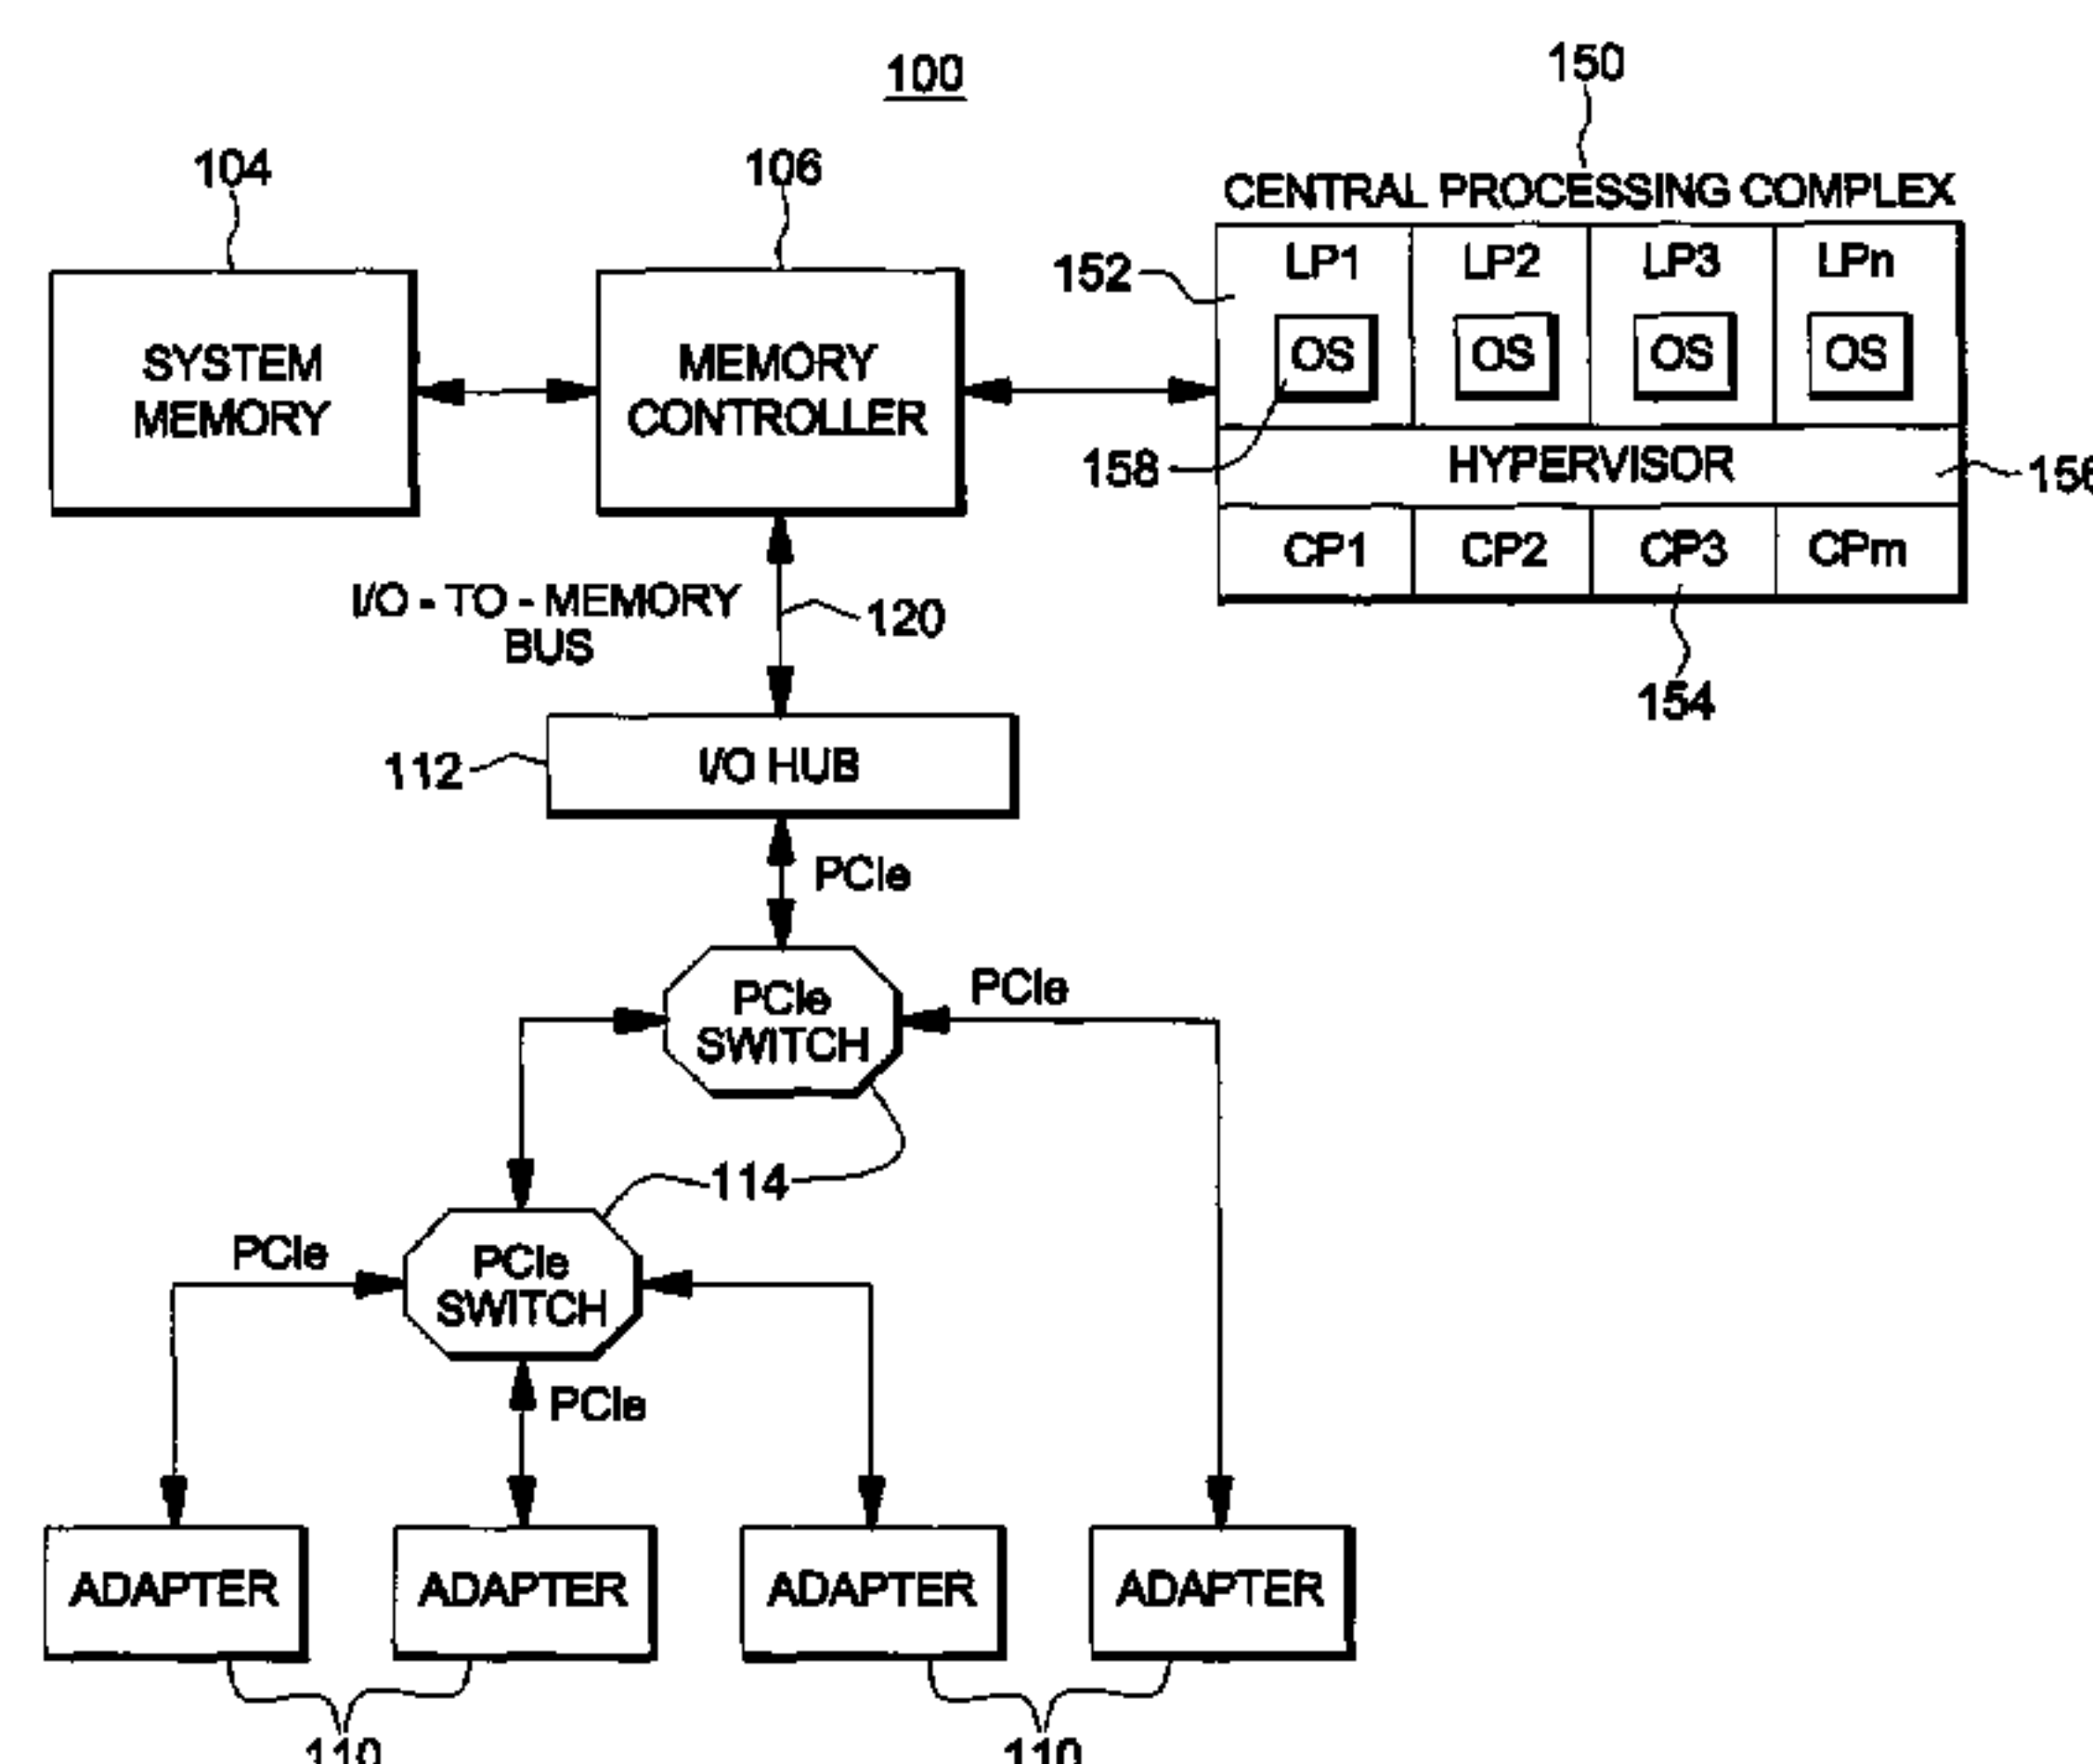 100
150
104
106
CENTRAL PROCESSING COMPLEX
152
LP1 LP2 LP3 LPn
SYSTEM
MEMORY
MEMORY
CONTROLLER
OS OS OS OS
158
HYPERVISOR
CP1 CP2 CP3 CPm
I/O - TO - MEMORY
BUS
120
154
112
I/O HUB
PCIe
PCIe
SWITCH
PCIe
114
PCIe
PCIe
SWITCH
PCIe
ADAPTER ADAPTER ADAPTER ADAPTER
110 110